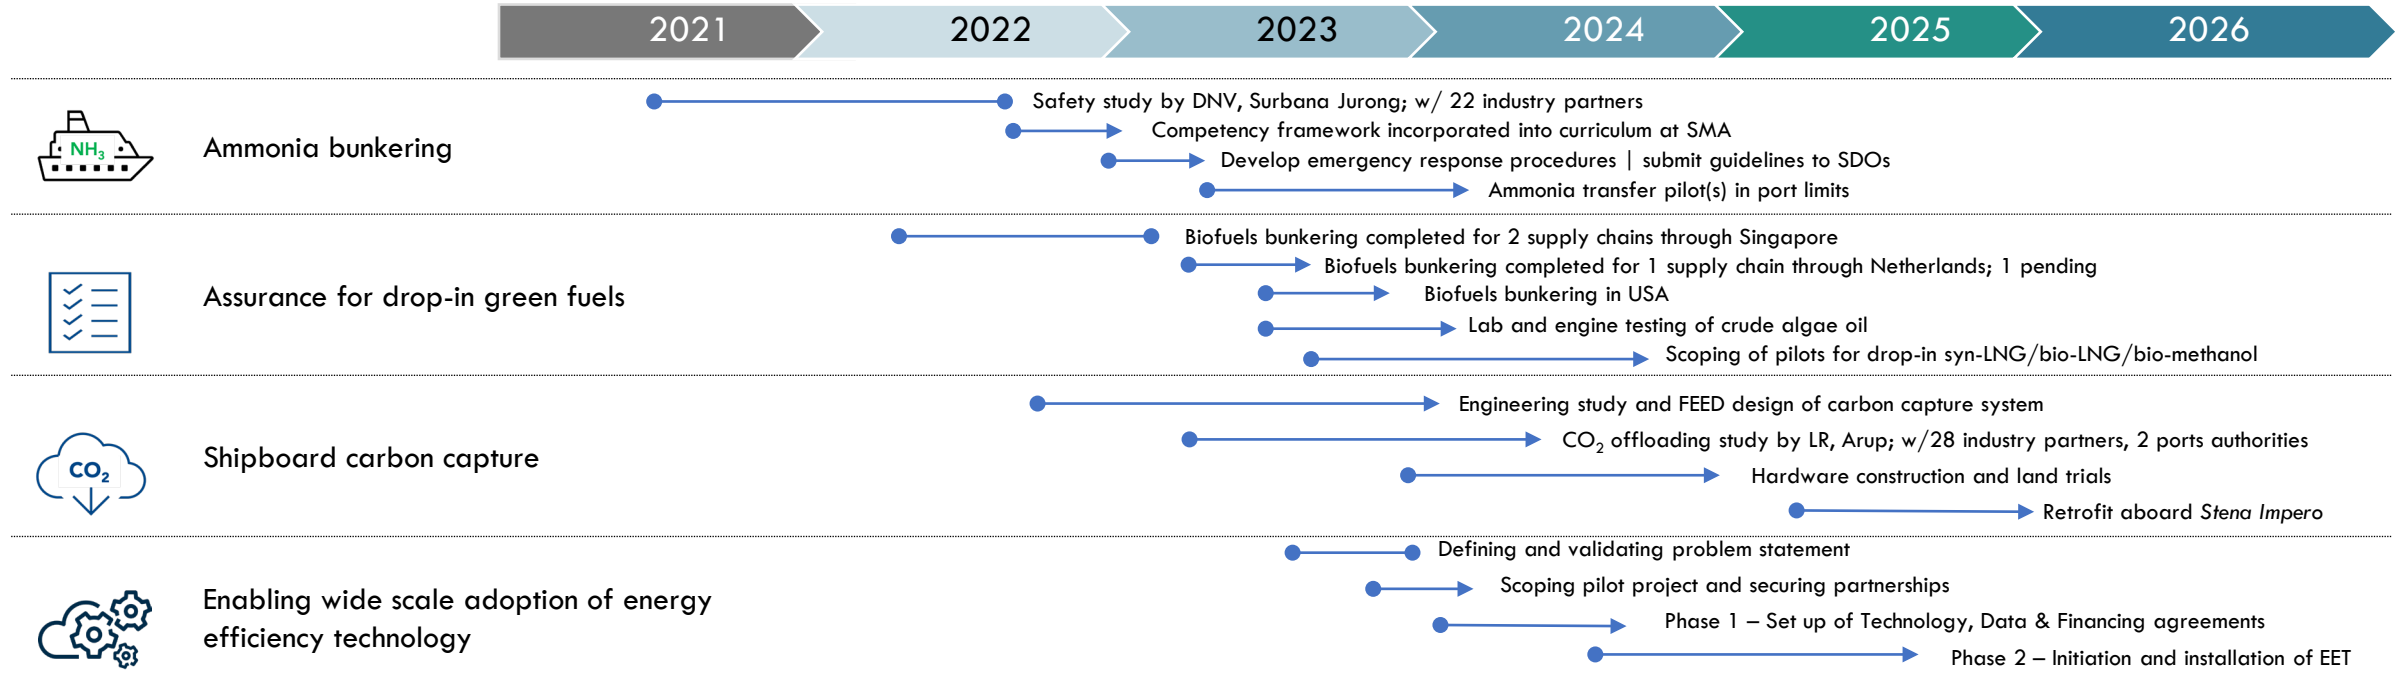 2021 2022 2023 2024 2025 2026
Safety study by DNV, Surbana Jurong; w/ 22 industry partners
Competency framework incorporated into curriculum at SMA
NH₃
Ammonia bunkering
Develop emergency response procedures | submit guidelines to SDOs
Ammonia transfer pilot(s) in port limits
Biofuels bunkering completed for 2 supply chains through Singapore
Biofuels bunkering completed for 1 supply chain through Netherlands; 1 pending
Assurance for drop-in green fuels
Biofuels bunkering in USA
Lab and engine testing of crude algae oil
Scoping of pilots for drop-in syn-LNG/bio-LNG/bio-methanol
Engineering study and FEED design of carbon capture system
CO₂ offloading study by LR, Arup; w/28 industry partners, 2 ports authorities
CO₂
Shipboard carbon capture
Hardware construction and land trials
Retrofit aboard Stena Impero
Defining and validating problem statement
Scoping pilot project and securing partnerships
Enabling wide scale adoption of energy
efficiency technology
Phase 1 – Set up of Technology, Data & Financing agreements
Phase 2 – Initiation and installation of EET